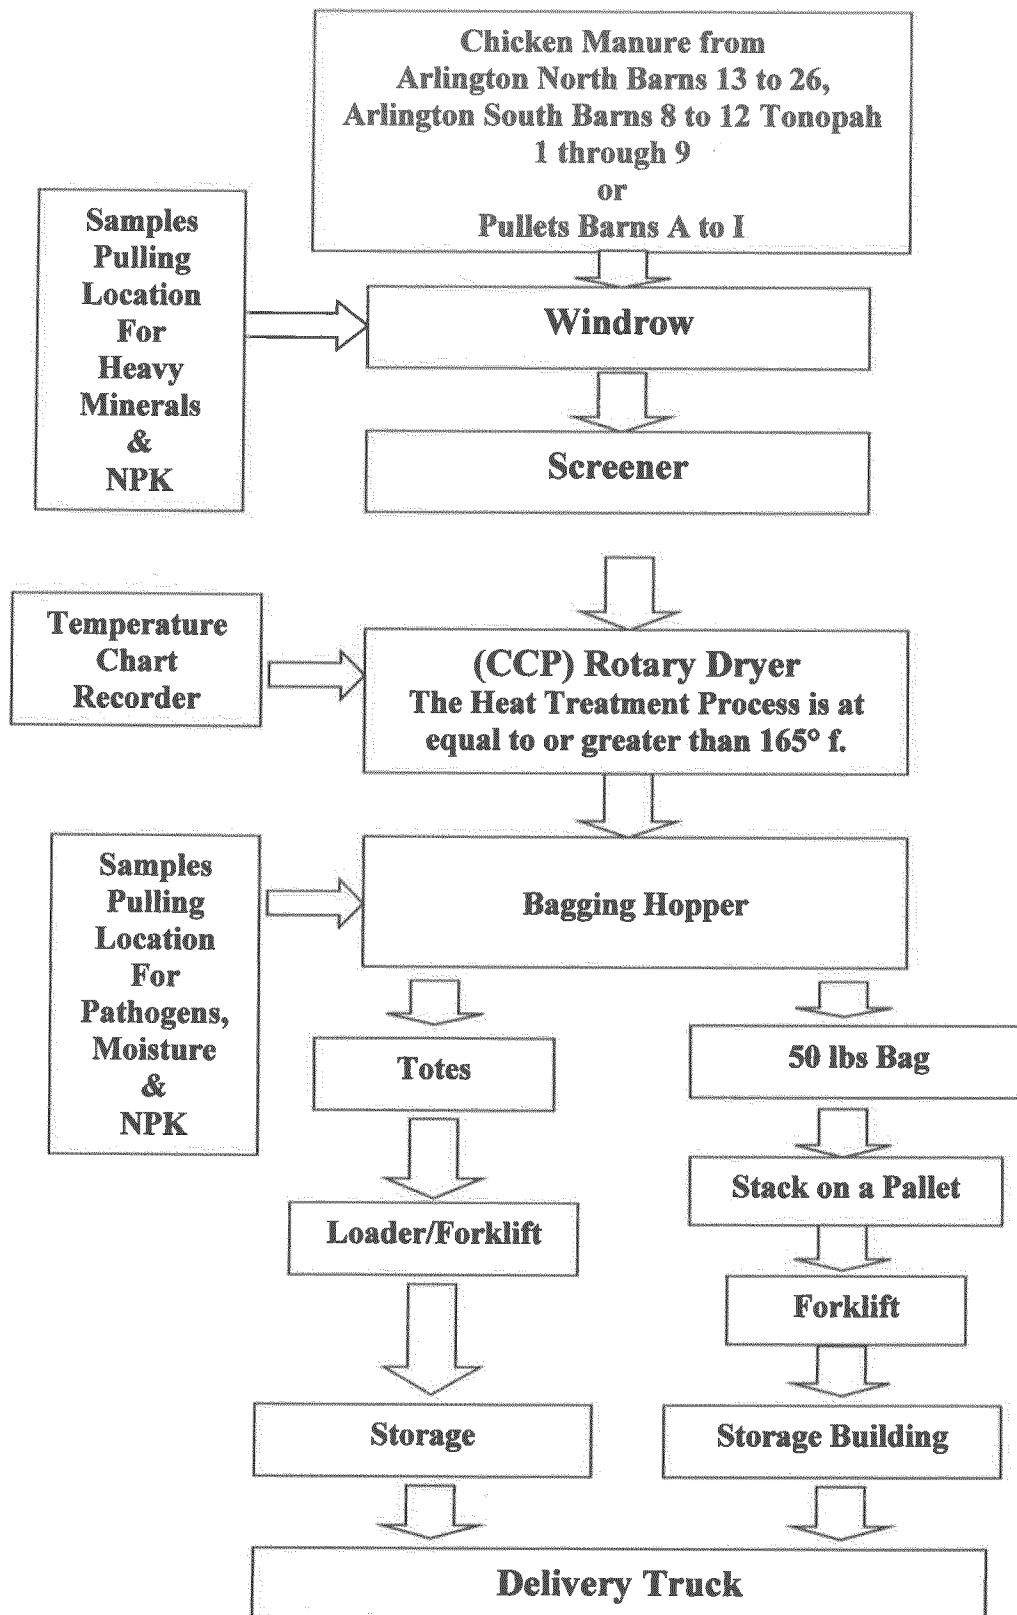 Chicken Manure from
Arlington North Barns 13 to 26,
Arlington South Barns 8 to 12 Tonopah
1 through 9
or
Pullets Barns A to I
Samples
Pulling
Location
For
Heavy
Minerals
&
NPK
Windrow
Screener
Temperature
Chart
Recorder
(CCP) Rotary Dryer
The Heat Treatment Process is at
equal to or greater than 165° f.
Samples
Pulling
Location
For
Pathogens,
Moisture
&
NPK
Bagging Hopper
Totes
50 lbs Bag
Loader/Forklift
Stack on a Pallet
Forklift
Storage
Storage Building
Delivery Truck